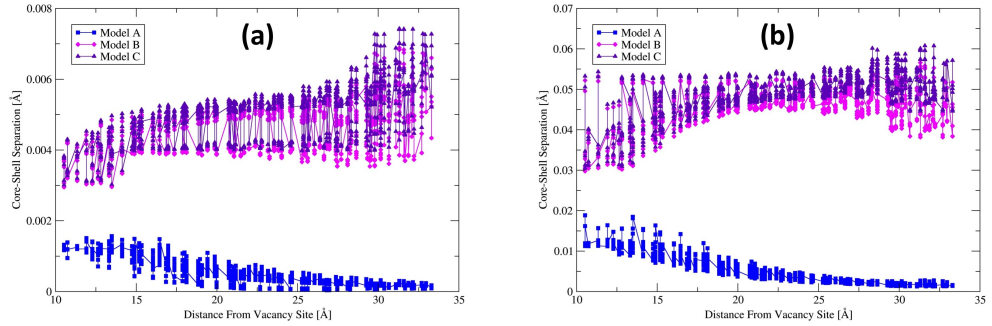 (a)
Model A
Model B
Model C
Core-Shell Separation [Å]
0.008
0.006
0.004
0.002
0
10 15 20 25 30 35
Distance From Vacancy Site [Å]
(b)
Model A
Model B
Model C
Core-Shell Separation [Å]
0.07
0.06
0.05
0.04
0.03
0.02
0.01
0
10 15 20 25 30 35
Distance From Vacancy Site [Å]